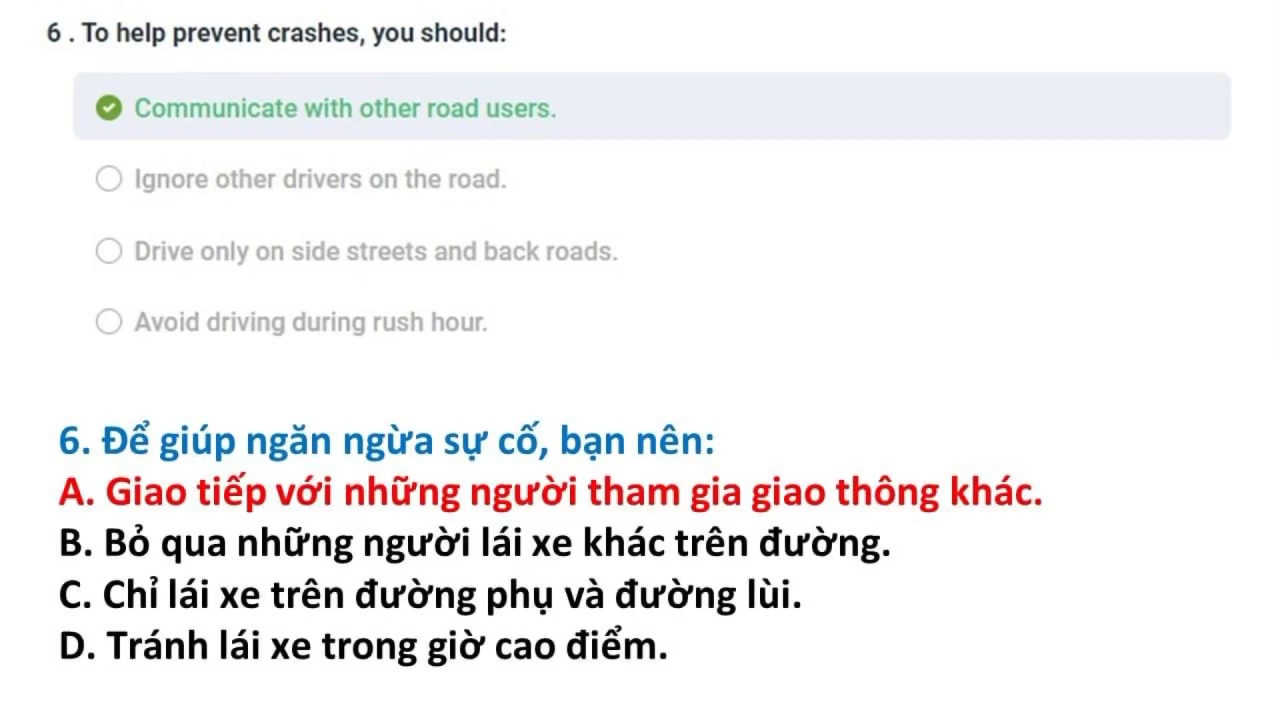 6 . To help prevent crashes, you should:
Communicate with other road users.
Ignore other drivers on the road.
Drive only on side streets and back roads.
Avoid driving during rush hour.
6. Để giúp ngăn ngừa sự cố, bạn nên:
A. Giao tiếp với những người tham gia giao thông khác.
B. Bỏ qua những người lái xe khác trên đường.
C. Chỉ lái xe trên đường phụ và đường lùi.
D. Tránh lái xe trong giờ cao điểm.